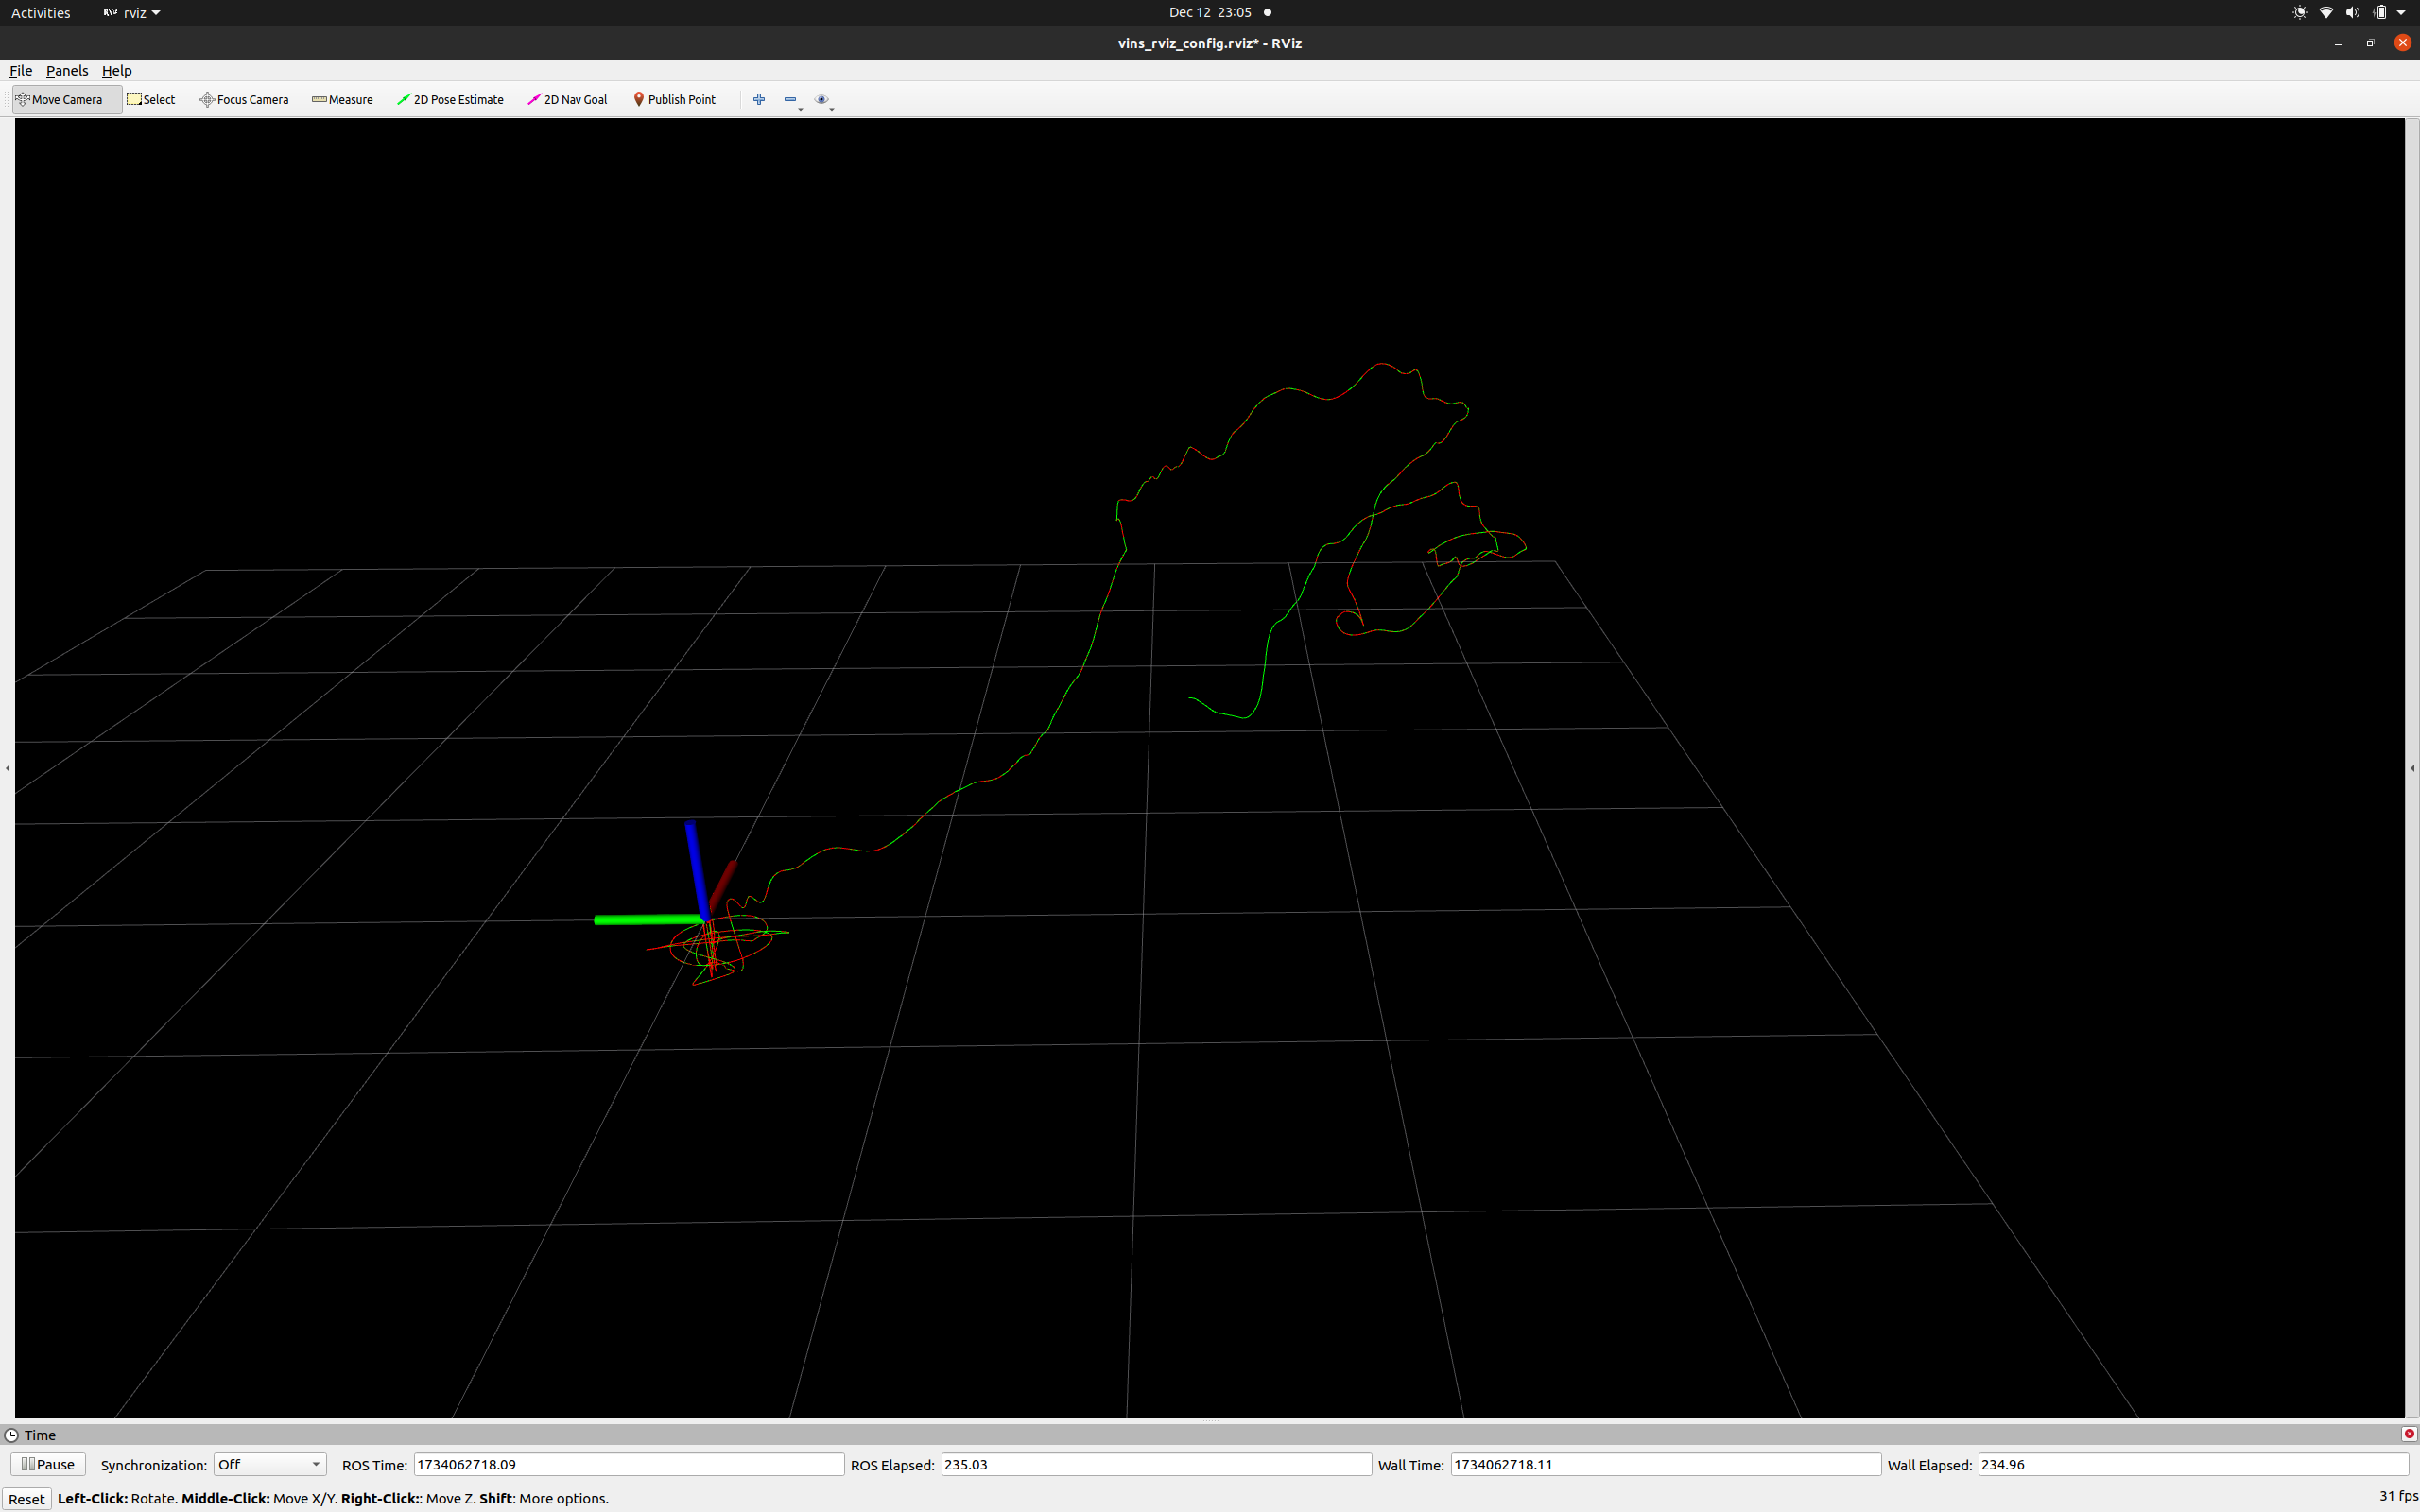 Activities rviz Dec 12 23:05
vins_rviz_config.rviz* - RViz
File Panels Help
Move Camera Select Focus Camera Measure 2D Pose Estimate 2D Nav Goal Publish Point
Time
Pause Synchronization: Off ROS Time: 1734062718.09 ROS Elapsed: 235.03 Wall Time: 1734062718.11 Wall Elapsed: 234.96
Reset Left-Click: Rotate. Middle-Click: Move X/Y. Right-Click:: Move Z. Shift: More options. 31 fps